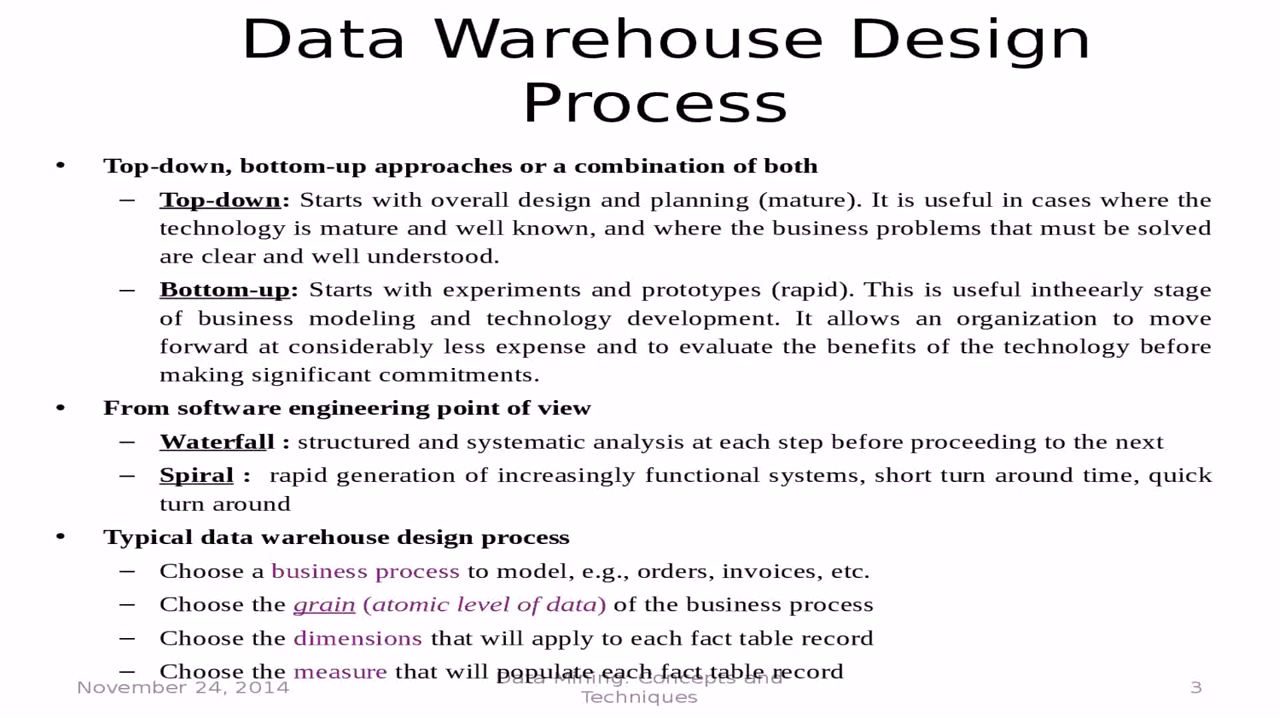 Data Warehouse Design
Process
• Top-down, bottom-up approaches or a combination of both
– Top-down: Starts with overall design and planning (mature). It is useful in cases where the
technology is mature and well known, and where the business problems that must be solved
are clear and well understood.
– Bottom-up: Starts with experiments and prototypes (rapid). This is useful intheearly stage
of business modeling and technology development. It allows an organization to move
forward at considerably less expense and to evaluate the benefits of the technology before
making significant commitments.
• From software engineering point of view
– Waterfall : structured and systematic analysis at each step before proceeding to the next
– Spiral : rapid generation of increasingly functional systems, short turn around time, quick
turn around
• Typical data warehouse design process
– Choose a business process to model, e.g., orders, invoices, etc.
– Choose the grain (atomic level of data) of the business process
– Choose the dimensions that will apply to each fact table record
– Choose the measure that will populate each fact table record
November 24, 2014
Data Mining: Concepts and
Techniques
3